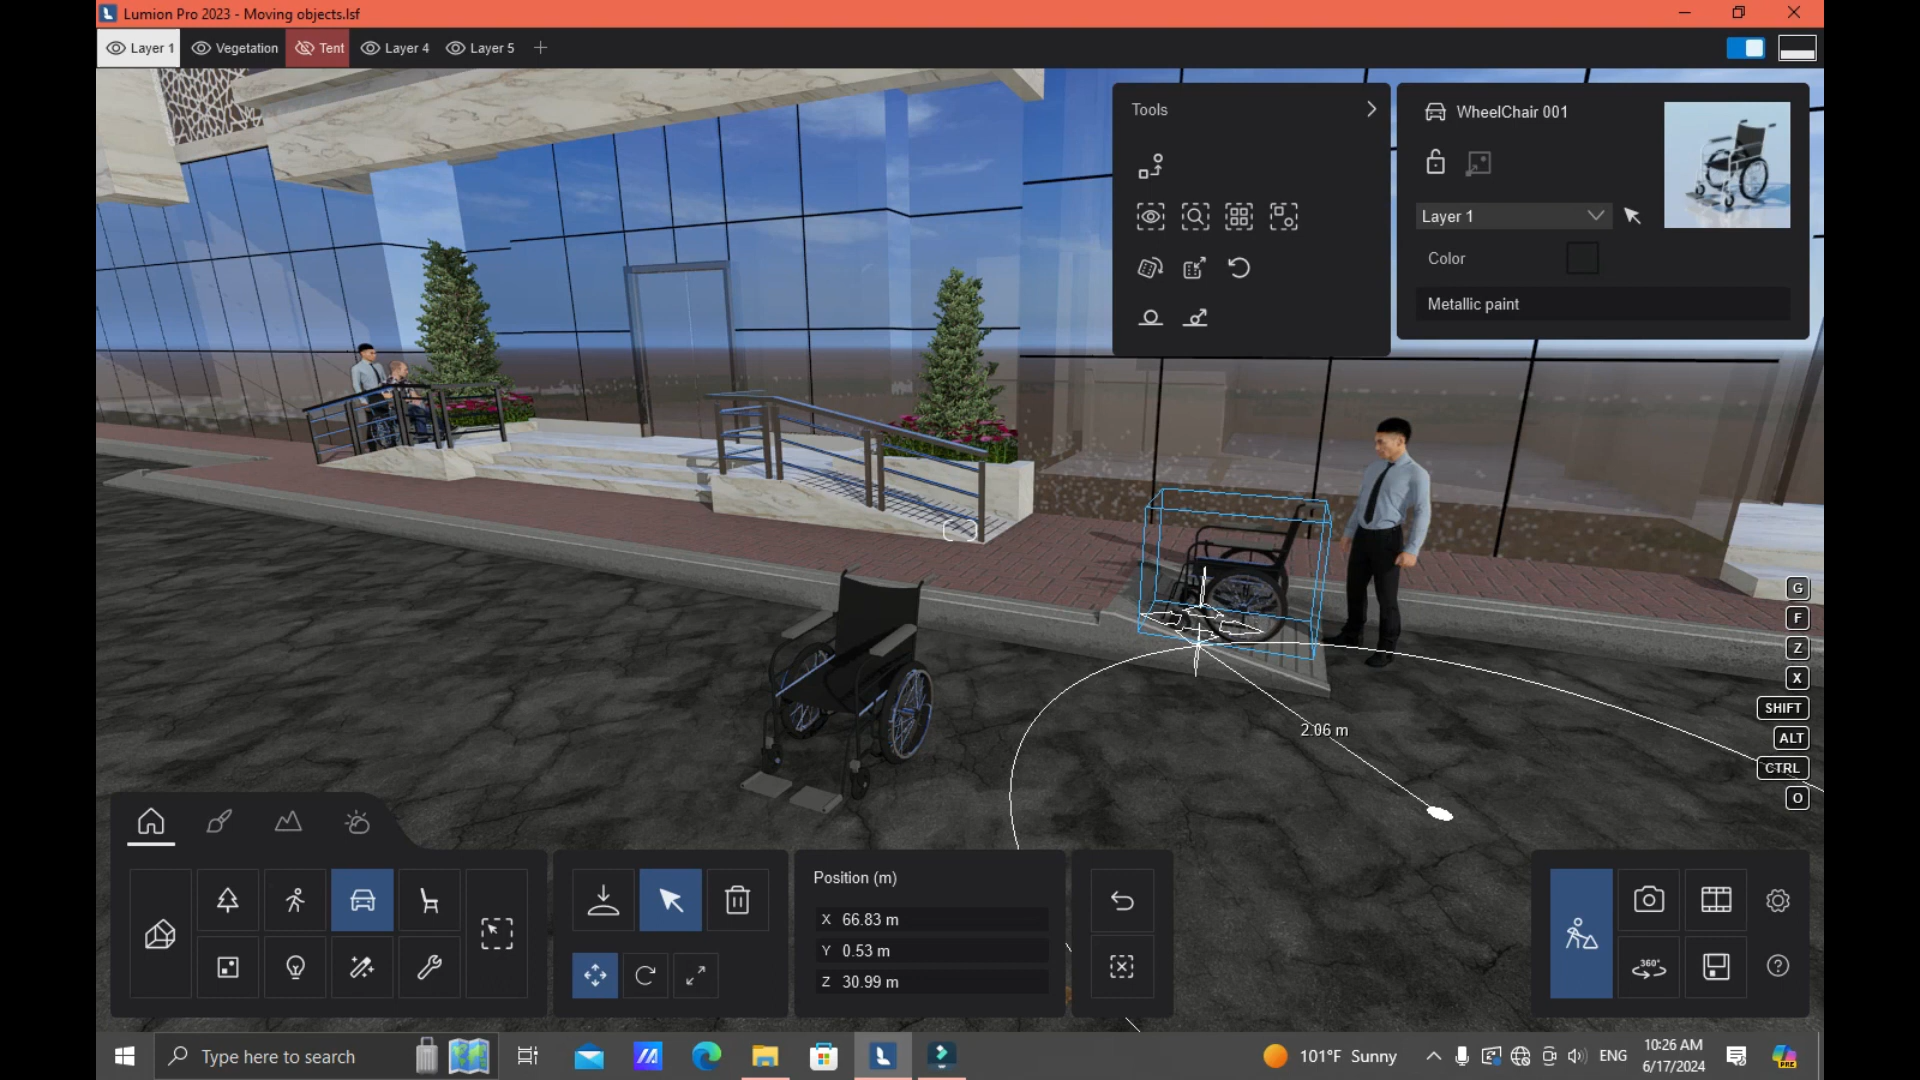 Lumion Pro 2023 - Moving objects.lsf
Layer 1
Vegetation
Tent
Layer 4
Layer 5
Tools
WheelChair 001
Layer 1
Color
Metallic paint
G
F
Z
X
SHIFT
ALT
CTRL
O
2.06 m
Position (m)
X 66.83 m
Y 0.53 m
Z 30.99 m
360°
Type here to search
101°F Sunny
ENG
10:26 AM
6/17/2024
PRE